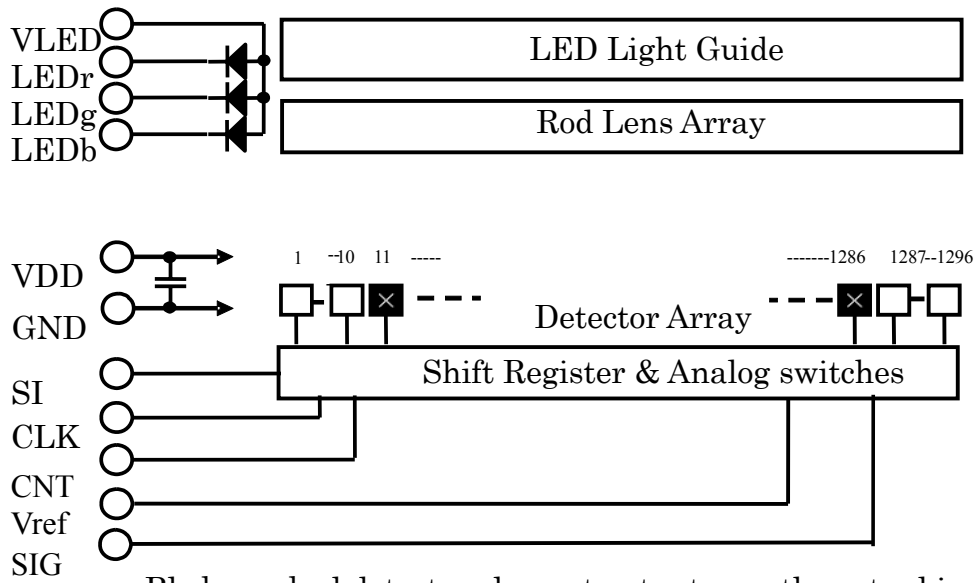 VLED
LED Light Guide
LEDr
LEDg
Rod Lens Array
LEDb
1 --10 11 ----- -------1286 1287--1296
VDD
GND
Detector Array
Shift Register & Analog switches
SI
CLK
CNT
Vref
SIG